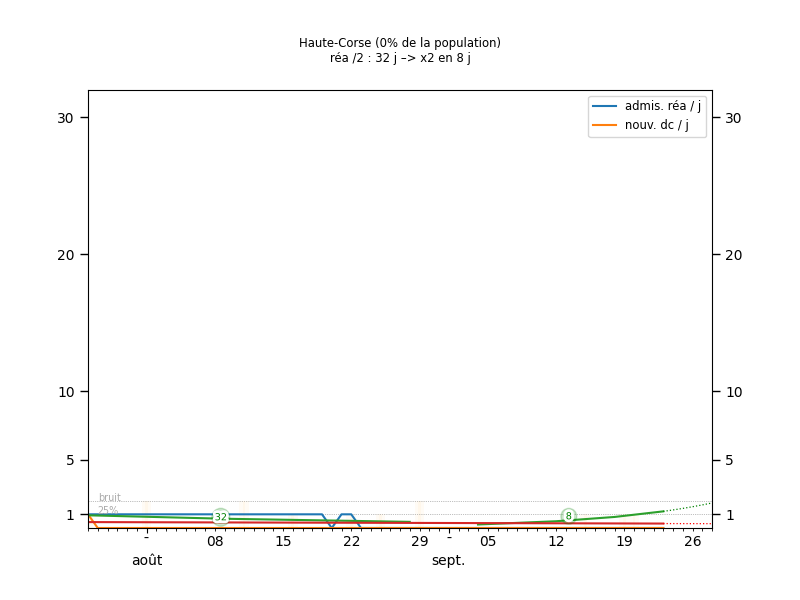 Haute-Corse (0% de la population)
réa /2 : 32 j –> x2 en 8 j
admis. réa / j
nouv. dc / j
30 30
20 20
10 10
5 5
bruit
25%
1 1
32 8
- 08 15 22 29 - 05 12 19 26
août sept.